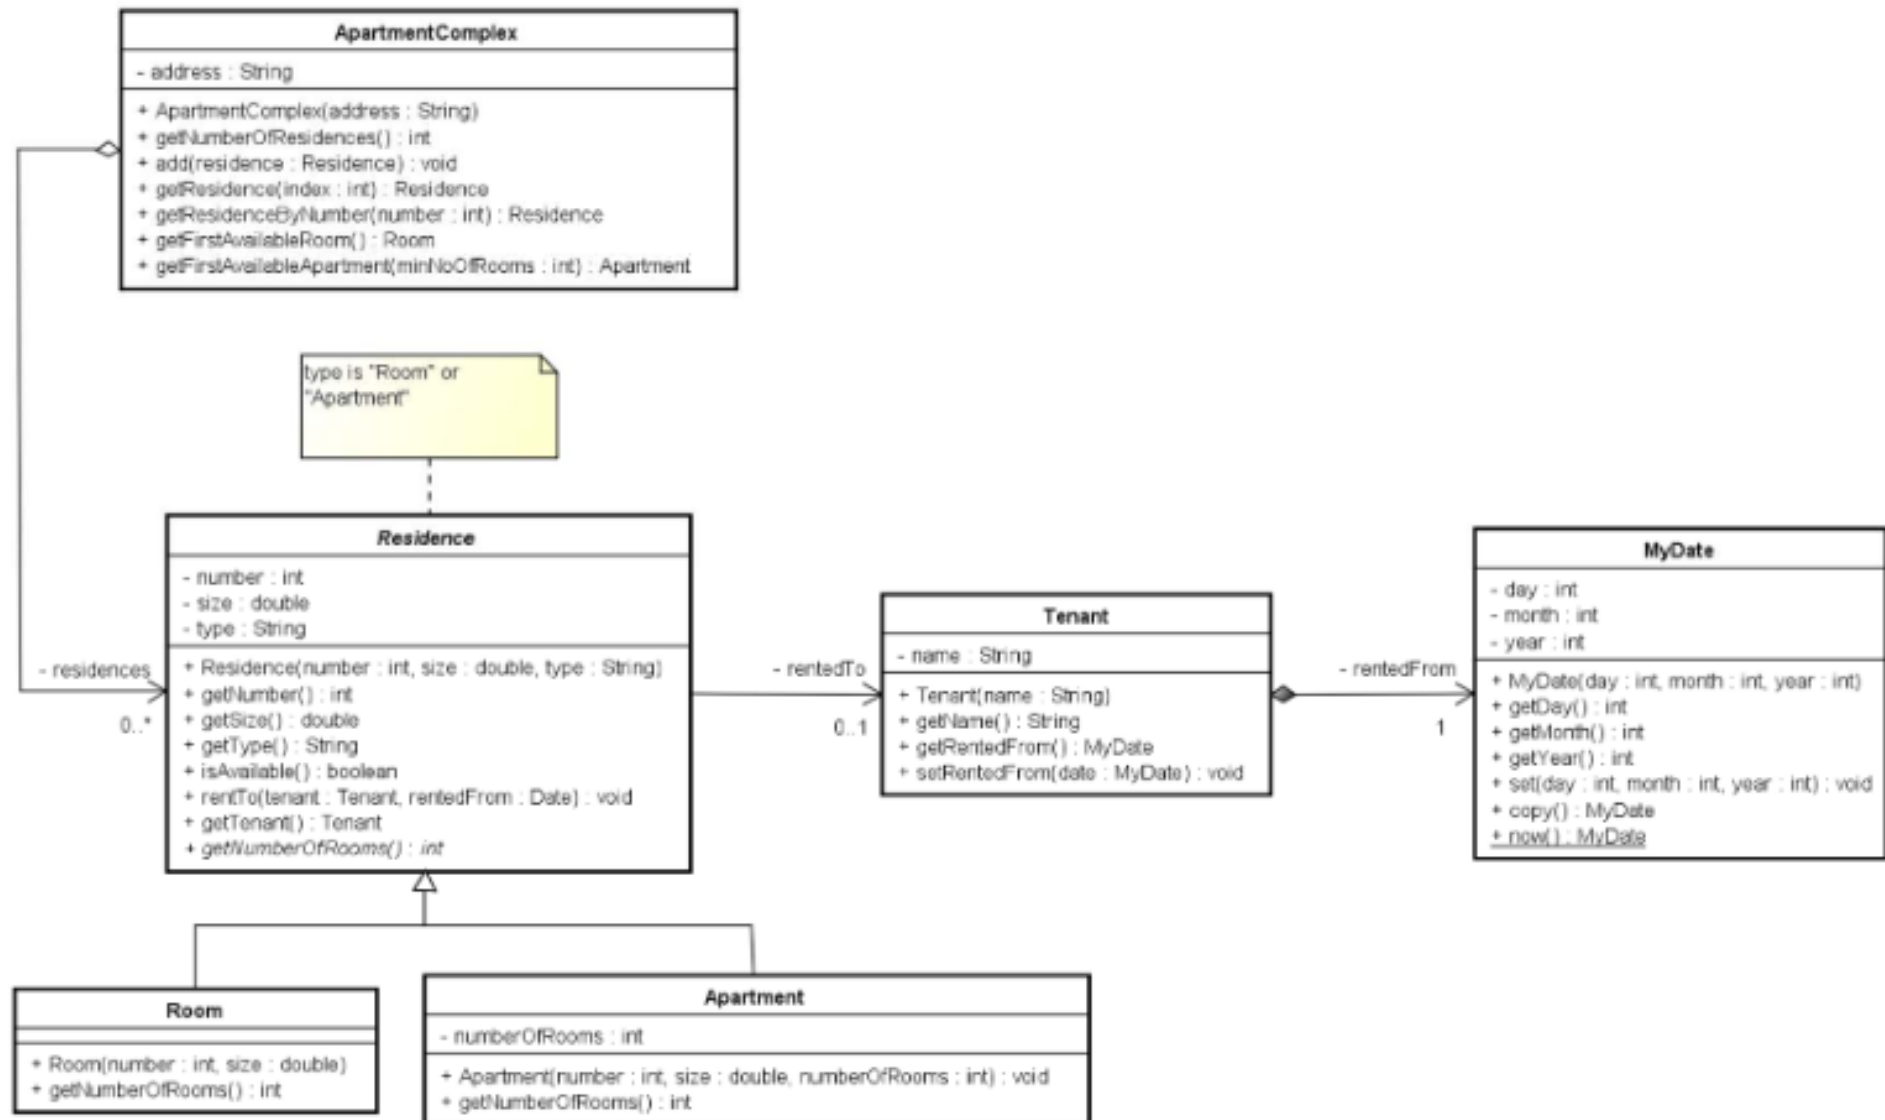 ApartmentComplex
- address : String
+ ApartmentComplex(address : String)
+ getNumberOfResidences() : int
+ add(residence : Residence) : void
+ getResidence(index : int) : Residence
+ getResidenceByNumber(number : int) : Residence
+ getFirstAvailableRoom() : Room
+ getFirstAvailableApartment(minNoOfRooms : int) : Apartment
type is "Room" or
"Apartment"
Residence
- number : int
- size : double
- type : String
+ Residence(number : int, size : double, type : String)
+ getNumber() : int
+ getSize() : double
+ getType() : String
+ isAvailable() : boolean
+ rentTo(tenant : Tenant, rentedFrom : Date) : void
+ getTenant() : Tenant
+ getNumberOfRooms() : int
- residences
0..*
- rentedTo
0..1
Tenant
- name : String
+ Tenant(name : String)
+ getName() : String
+ getRentedFrom() : MyDate
+ setRentedFrom(date : MyDate) : void
- rentedFrom
1
MyDate
- day : int
- month : int
- year : int
+ MyDate(day : int, month : int, year : int)
+ getDay() : int
+ getMonth() : int
+ getYear() : int
+ set(day : int, month : int, year : int) : void
+ copy() : MyDate
+ now() : MyDate
Room
+ Room(number : int, size : double)
+ getNumberOfRooms() : int
Apartment
- numberOfRooms : int
+ Apartment(number : int, size : double, numberOfRooms : int) : void
+ getNumberOfRooms() : int